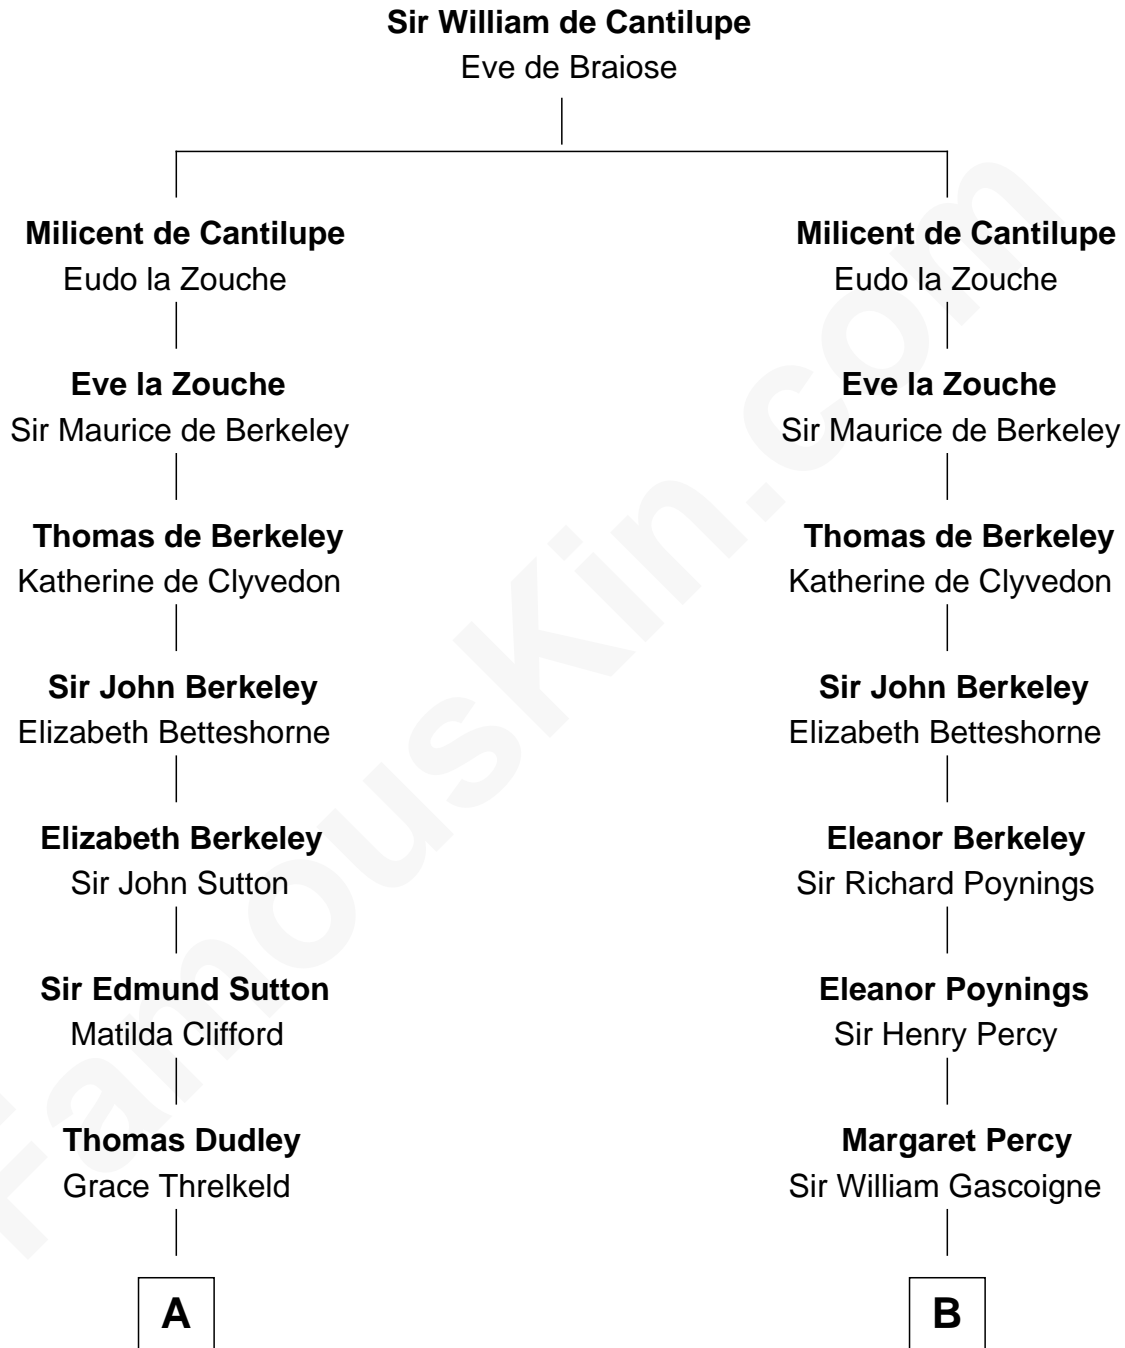 Sir William de Cantilupe
Eve de Braiose
Milicent de Cantilupe
Eudo la Zouche
Eve la Zouche
Sir Maurice de Berkeley
Thomas de Berkeley
Katherine de Clyvedon
Sir John Berkeley
Elizabeth Betteshorne
Elizabeth Berkeley
Sir John Sutton
Sir Edmund Sutton
Matilda Clifford
Thomas Dudley
Grace Threlkeld
A
Milicent de Cantilupe
Eudo la Zouche
Eve la Zouche
Sir Maurice de Berkeley
Thomas de Berkeley
Katherine de Clyvedon
Sir John Berkeley
Elizabeth Betteshorne
Eleanor Berkeley
Sir Richard Poynings
Eleanor Poynings
Sir Henry Percy
Margaret Percy
Sir William Gascoigne
B
FamousKin.com